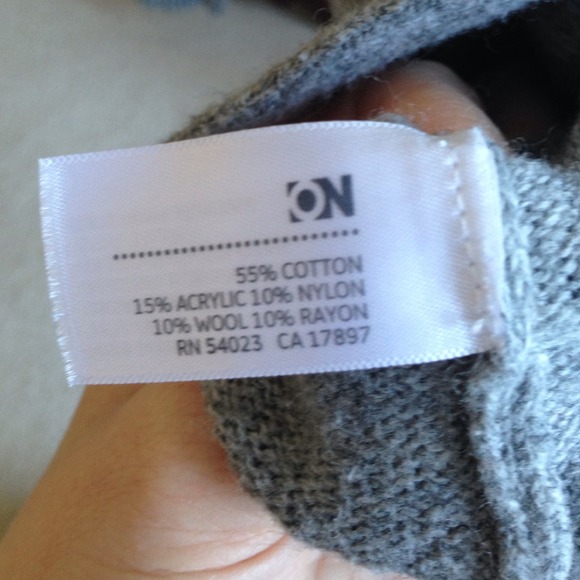 ON
55% COTTON
15% ACRYLIC 10% NYLON
10% WOOL 10% RAYON
RN 54023 CA 17897